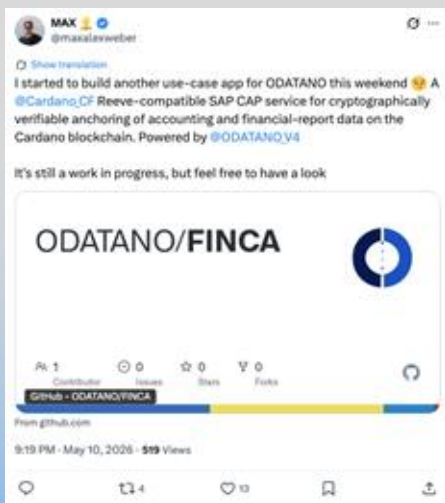 MAX
@maxalexweber
Show translation
I started to build another use-case app for ODATANO this weekend 😏 A
@Cardano_CF Reeve-compatible SAP CAP service for cryptographically
verifiable anchoring of accounting and financial-report data on the
Cardano blockchain. Powered by @ODATANO_V4
It's still a work in progress, but feel free to have a look
ODATANO/FINCA
1 0 0 0
Contributor Issues Stars Forks
GitHub - ODATANO/FINCA
From github.com
9:19 PM · May 10, 2026 · 519 Views
4 13